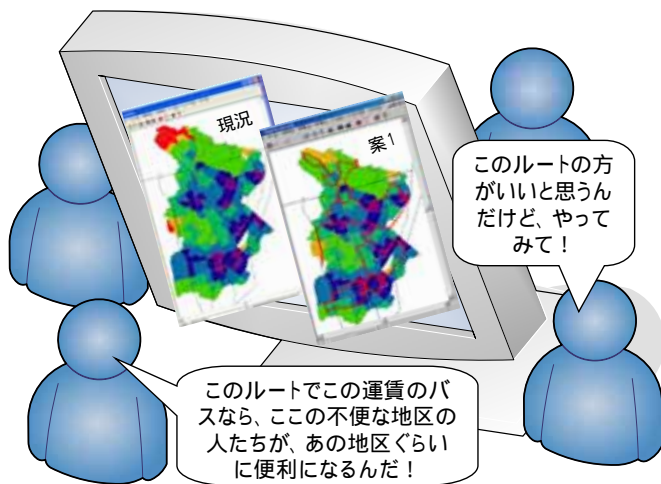 現況
案1
このルートの方
がいいと思うん
だけど、やって
みて！
このルートでこの運賃のバ
スなら、ここの不便な地区の
人たちが、あの地区ぐらい
に便利になるんだ！